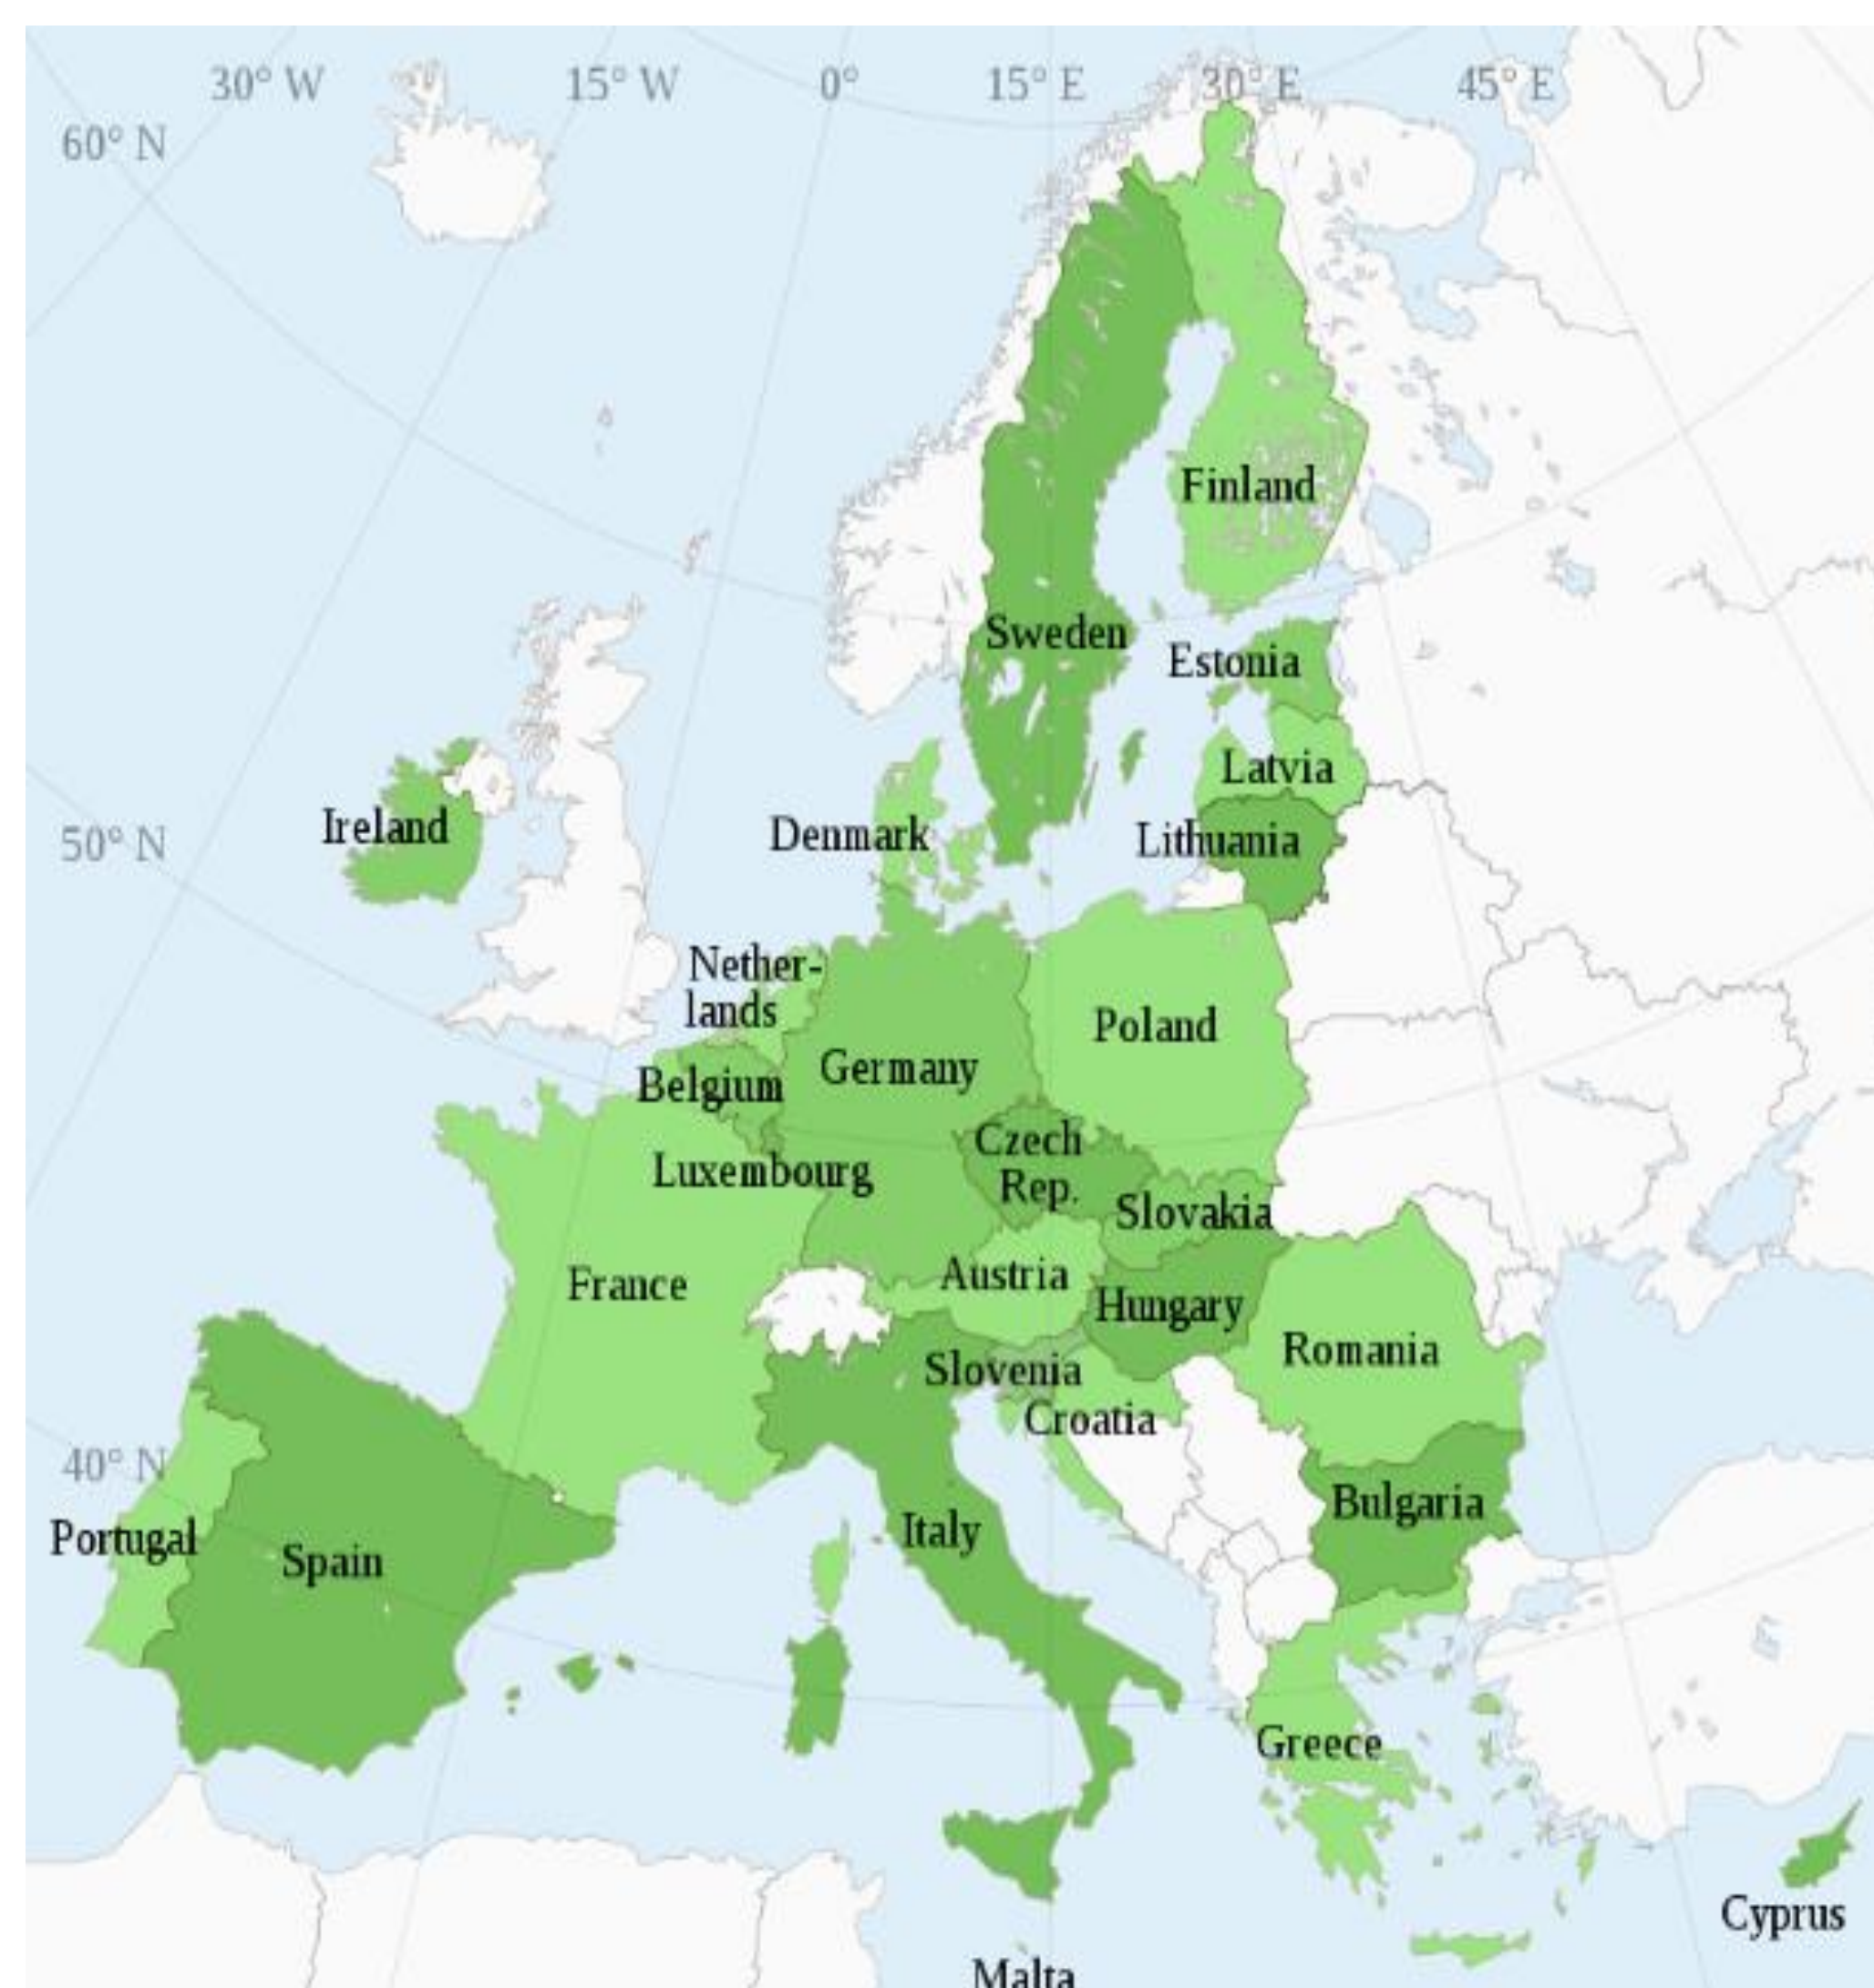 30° W
15° W
0°
15° E
30° E
45° E
60° N
Finland
Sweden
Estonia
Latvia
Ireland
Denmark
Lithuania
50° N
Nether-
lands
Poland
Germany
Belgium
Czech
Rep.
Luxembourg
Slovakia
Austria
France
Hungary
Romania
Slovenia
Croatia
40° N
Bulgaria
Italy
Portugal
Spain
Greece
Cyprus
Malta